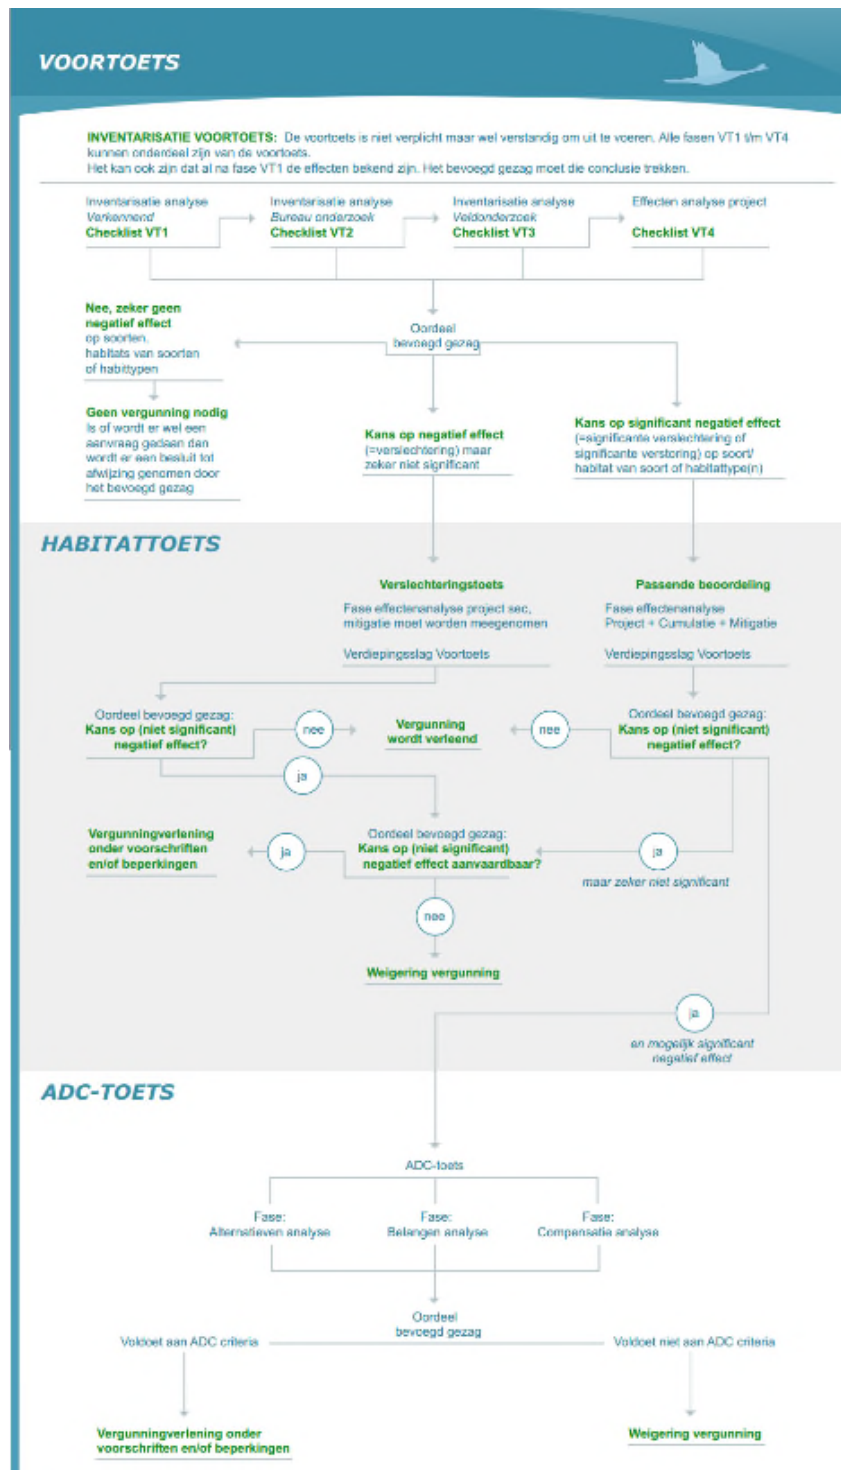 VOORTOETS
INVENTARISATIE VOORTOETS: De voortoets is niet verplicht maar wel verstandig om uit te voeren. Alle fasen VT1 t/m VT4
kunnen onderdeel zijn van de voortoets.
Het kan ook zijn dat al na fase VT1 de effecten bekend zijn. Het bevoegd gezag moet die conclusie trekken.
Inventarisatie analyse
Verkennend
Checklist VT1
Inventarisatie analyse
Bureau onderzoek
Checklist VT2
Inventarisatie analyse
Veldonderzoek
Checklist VT3
Effecten analyse project
Checklist VT4
Oordeel
bevoegd gezag
Nee, zeker geen
negatief effect
op soorten,
habitats van soorten
of habittypen
Geen vergunning nodig
Is of wordt er wel een
aanvraag gedaan dan
wordt er een besluit tot
afwijzing genomen door
het bevoegd gezag
Kans op negatief effect
(=verslechtering) maar
zeker niet significant
Kans op significant negatief effect
(=significante verslechtering of
significante verstoring) op soort/
habitat van soort of habitattype(n)
HABITATTOETS
Verslechteringstoets
Fase effectenanalyse project sec,
mitigatie moet worden meegenomen
Verdiepingsslag Voortoets
Passende beoordeling
Fase effectenanalyse
Project + Cumulatie + Mitigatie
Verdiepingsslag Voortoets
Oordeel bevoegd gezag:
Kans op (niet significant)
negatief effect?
nee
Vergunning
wordt verleend
nee
Oordeel bevoegd gezag:
Kans op (niet significant)
negatief effect?
ja
Vergunningverlening
onder voorschriften
en/of beperkingen
ja
Oordeel bevoegd gezag:
Kans op (niet significant)
negatief effect aanvaardbaar?
ja
maar zeker niet significant
nee
Weigering vergunning
ja
en mogelijk significant
negatief effect
ADC-TOETS
ADC-toets
Fase:
Alternatieven analyse
Fase:
Belangen analyse
Fase:
Compensatie analyse
Oordeel
bevoegd gezag
Voldoet aan ADC criteria
Voldoet niet aan ADC criteria
Vergunningverlening onder
voorschriften en/of beperkingen
Weigering vergunning